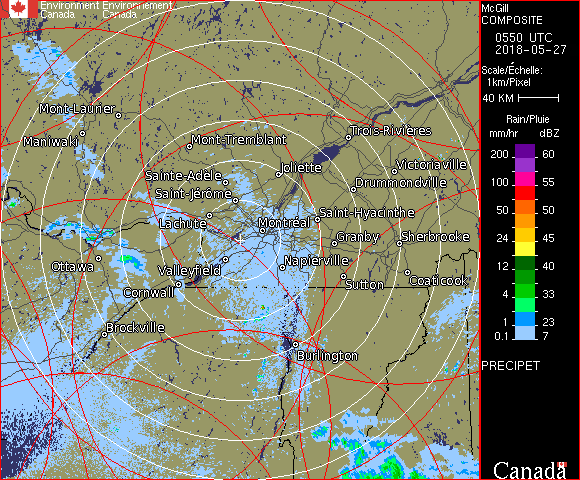 Environment Environnement
Canada Canada
McGill
COMPOSITE
0550 UTC
2018-05-27
Scale/Échelle:
1km/Pixel
40 KM
Rain/Pluie
mm/hr dBZ
200 60
100 55
50 50
24 45
12 40
4 33
2 28
1 23
0.1 7
PRECIPET
Canada
Mont-Laurier
Maniwaki
Mont-Tremblant
Trois-Rivières
Sainte-Adèle
Joliette
Victoriaville
Saint-Jérôme
Drummondville
Lachute
Montréal
Saint-Hyacinthe
Granby
Sherbrooke
Ottawa
Valleyfield
Napierville
Cornwall
Sutton
Coaticook
Brockville
Burlington